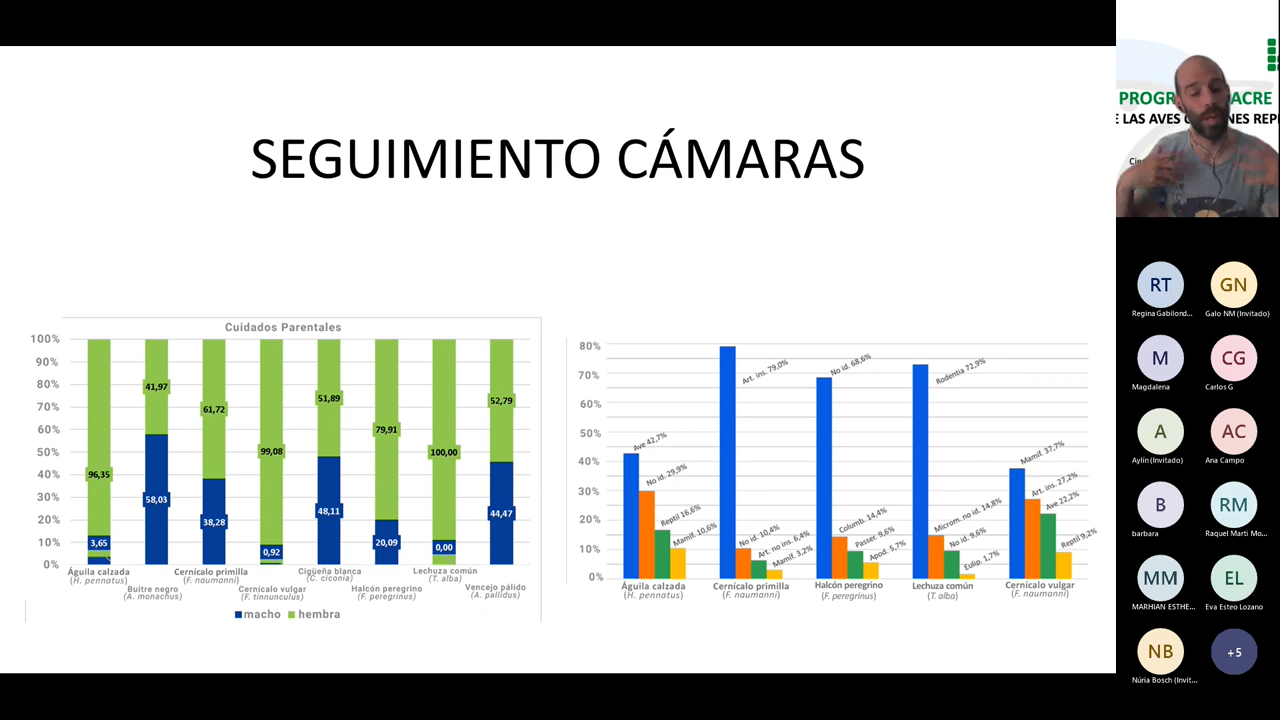 SEGUIMIENTO CÁMARAS
Cuidados Parentales
100%
90%
80%
70%
60%
50%
40%
30%
20%
10%
0%
96,35
3,65
41,97
58,03
61,72
38,28
99,08
0,92
51,89
48,11
79,91
20,09
100,00
0,00
52,79
44,47
Águila calzada
(H. pennatus)
Buitre negro
(A. monachus)
Cernícalo primilla
(F. naumanni)
Cernícalo vulgar
(F. tinnunculus)
Cigüeña blanca
(C. ciconia)
Halcón peregrino
(F. peregrinus)
Lechuza común
(T. alba)
Vencejo pálido
(A. pallidus)
macho hembra
80%
70%
60%
50%
40%
30%
20%
10%
0%
Ave 42,7%
No id. 29,9%
Reptil 16,6%
Mamif. 10,6%
Art. ins. 79,0%
No id. 10,4%
Art. no ins. 6,4%
Mamif. 3,2%
No id. 68,6%
Columb. 14,4%
Paser. 9,6%
Apod. 5,7%
Rodentia 72,9%
Microm. no id. 14,8%
No id. 9,6%
Eulip. 1,7%
Mamif. 37,7%
Art. ins. 27,2%
Ave 22,2%
Reptil 9,2%
Águila calzada
(H. pennatus)
Cernícalo primilla
(F. naumanni)
Halcón peregrino
(F. peregrinus)
Lechuza común
(T. alba)
Cernícalo vulgar
(F. naumanni)
PROGR ACRE
E LAS AVES NES REP
RT
Regina Gabilond...
GN
Galo NM (Invitado)
M
Magdalena
CG
Carlos G
A
Aylín (Invitado)
AC
Ana Campo
B
barbara
RM
Raquel Martí Mo...
MM
MARHIAN ESTHE...
EL
Eva Esteo Lozano
NB
Núria Bosch (Invit...
+5